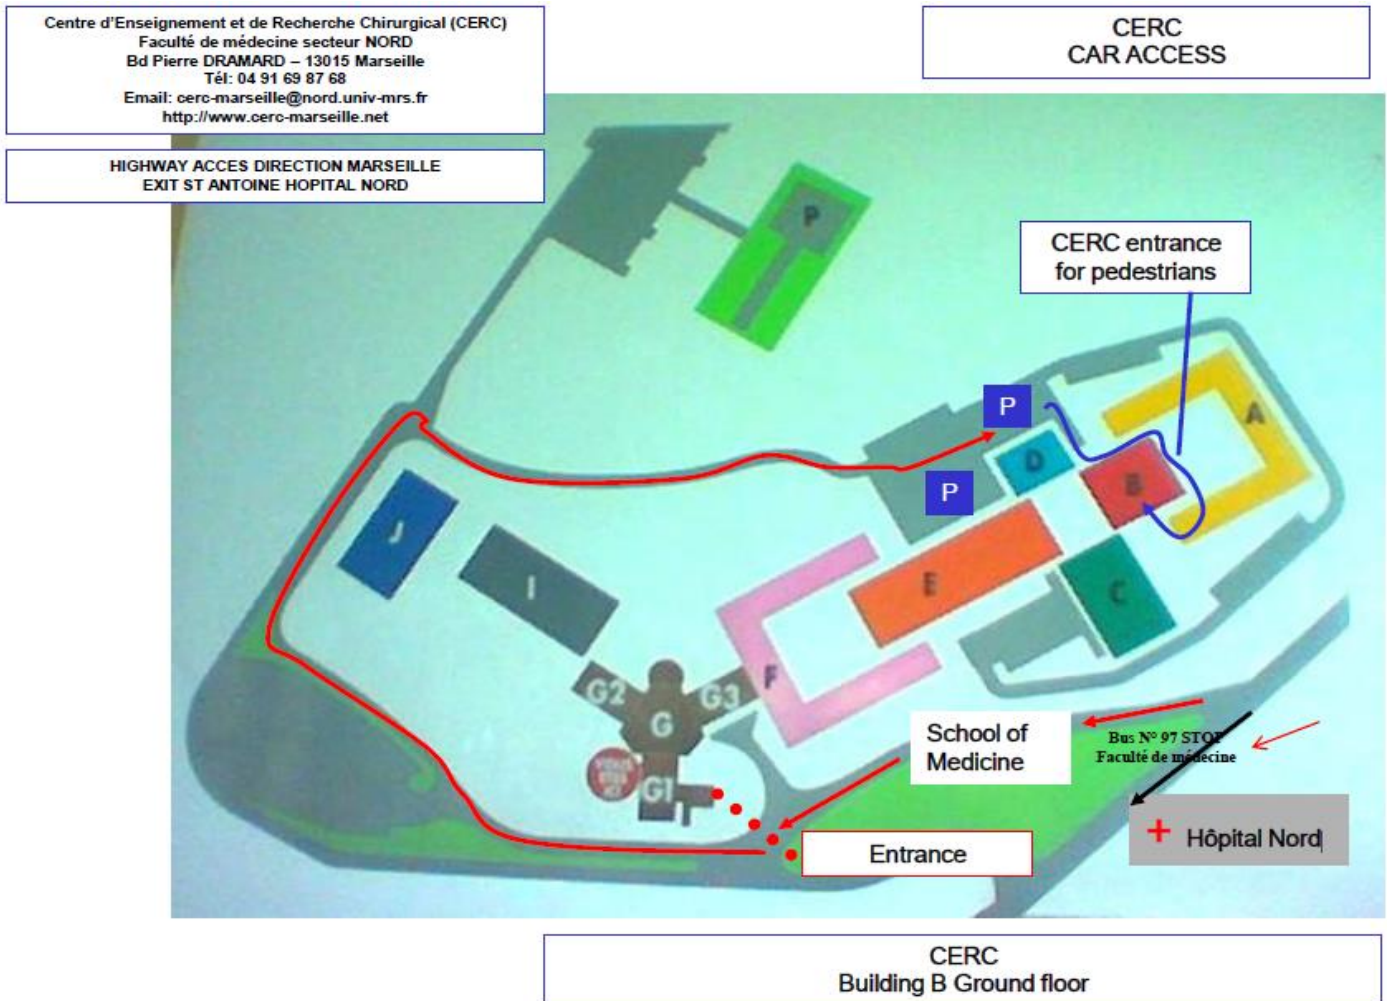 Centre d'Enseignement et de Recherche Chirurgical (CERC)
Faculté de médecine secteur NORD
Bd Pierre DRAMARD – 13015 Marseille
Tél: 04 91 69 87 68
Email: cerc-marseille@nord.univ-mrs.fr
http://www.cerc-marseille.net
CERC
CAR ACCESS
HIGHWAY ACCES DIRECTION MARSEILLE
EXIT ST ANTOINE HOPITAL NORD
P
CERC entrance
for pedestrians
P
A
D
P
B
J
I
E
C
F
G2
G3
G
VOUS
G1
School of
Medicine
Bus N° 97 STOP
Faculté de médecine
Hôpital Nord
Entrance
CERC
Building B Ground floor